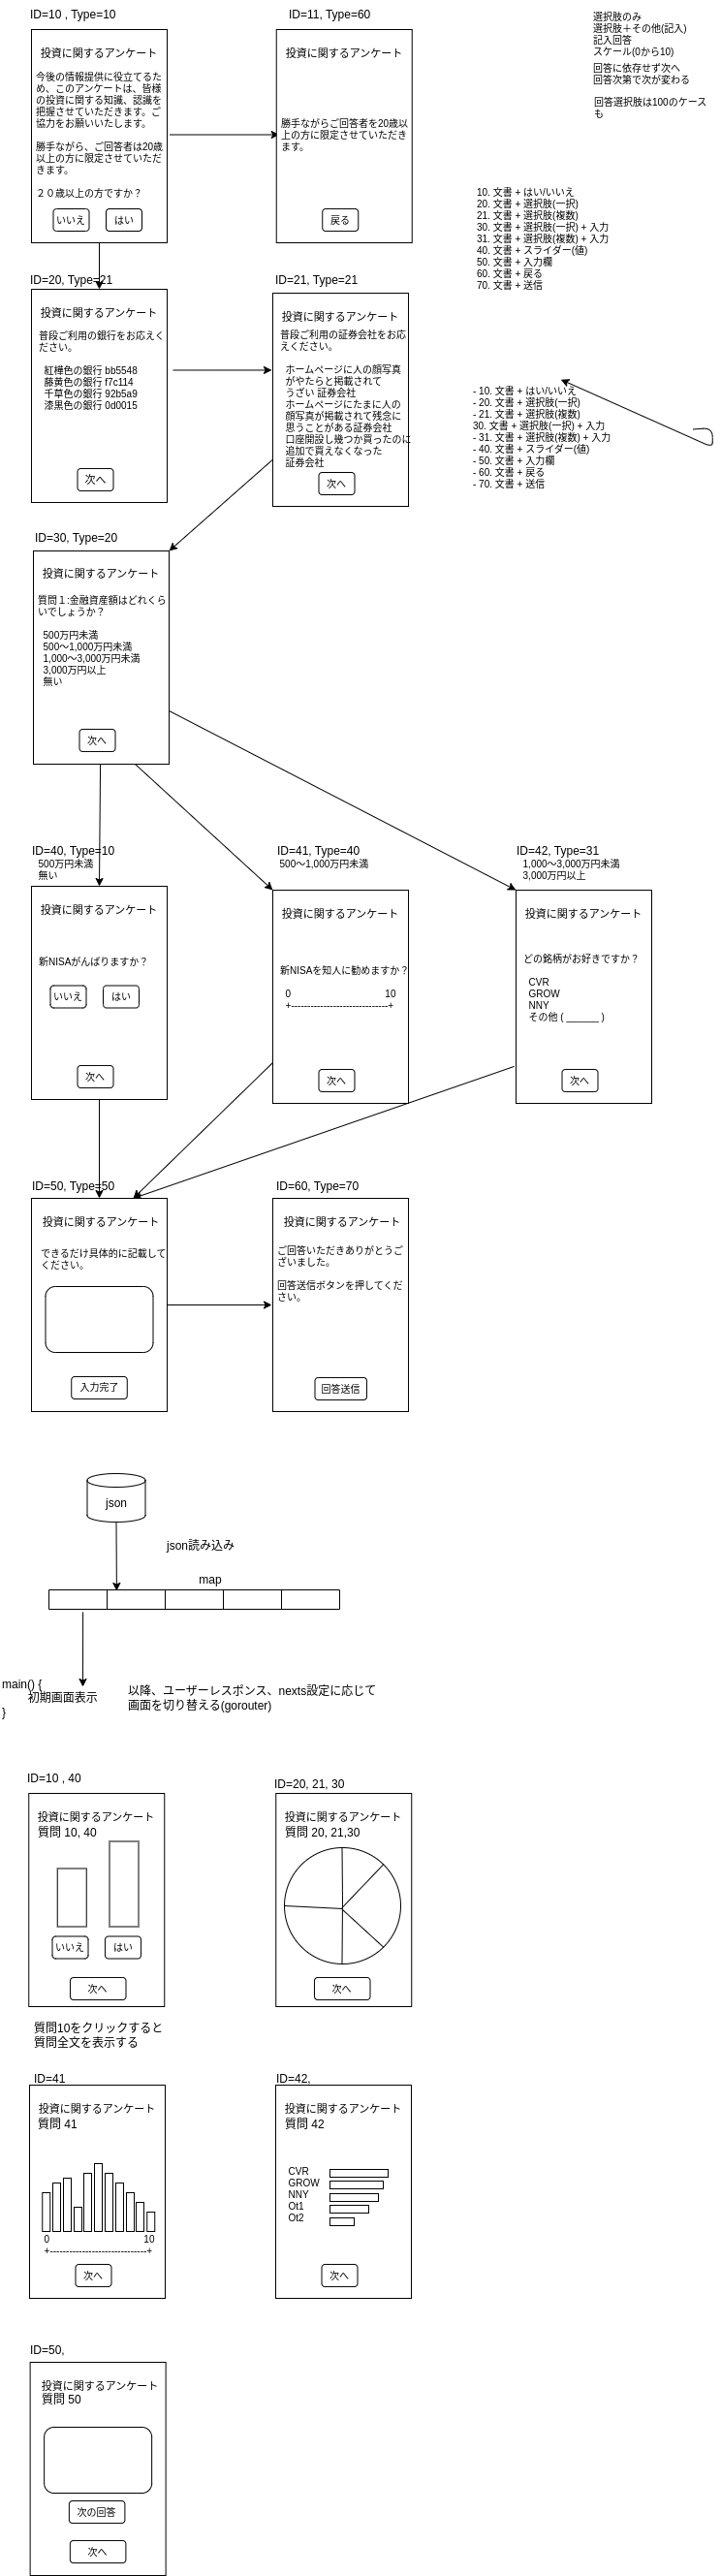 ID=10 , Type=10
投資に関するアンケート
今後の情報提供に役立てるた
め、このアンケートは、皆様
の投資に関する知識、認識を
把握させていただきます。ご
協力をお願いいたします。
勝手ながら、ご回答者は20歳
以上の方に限定させていただ
きます。
２０歳以上の方ですか？
いいえ
はい
ID=11, Type=60
投資に関するアンケート
勝手ながらご回答者を20歳以
上の方に限定させていただき
ます。
戻る
選択肢のみ
選択肢＋その他(記入)
記入回答
スケール(0から10)
回答に依存せず次へ
回答次第で次が変わる
回答選択肢は100のケース
も
10. 文書 + はい/いいえ
20. 文書 + 選択肢(一択)
21. 文書 + 選択肢(複数)
30. 文書 + 選択肢(一択) + 入力
31. 文書 + 選択肢(複数) + 入力
40. 文書 + スライダー(値)
50. 文書 + 入力欄
60. 文書 + 戻る
70. 文書 + 送信
ID=20, Type=21
投資に関するアンケート
普段ご利用の銀行をお応えく
ださい。
紅樺色の銀行 bb5548
藤黄色の銀行 f7c114
千草色の銀行 92b5a9
漆黒色の銀行 0d0015
次へ
ID=21, Type=21
投資に関するアンケート
普段ご利用の証券会社をお応
えください。
ホームページに人の顔写真
がやたらと掲載されて
うざい 証券会社
ホームページにたまに人の
顔写真が掲載されて残念に
思うことがある証券会社
口座開設し幾つか買ったのに
追加で買えなくなった
証券会社
次へ
- 10. 文書 + はい/いいえ
- 20. 文書 + 選択肢(一択)
- 21. 文書 + 選択肢(複数)
30. 文書 + 選択肢(一択) + 入力
- 31. 文書 + 選択肢(複数) + 入力
- 40. 文書 + スライダー(値)
- 50. 文書 + 入力欄
- 60. 文書 + 戻る
- 70. 文書 + 送信
ID=30, Type=20
投資に関するアンケート
質問１:金融資産額はどれくら
いでしょうか？
500万円未満
500〜1,000万円未満
1,000〜3,000万円未満
3,000万円以上
無い
次へ
ID=40, Type=10
500万円未満
無い
投資に関するアンケート
新NISAがんばりますか？
いいえ
はい
次へ
ID=41, Type=40
500〜1,000万円未満
投資に関するアンケート
新NISAを知人に勧めますか？
0 10
+------------------------------+
次へ
ID=42, Type=31
1,000〜3,000万円未満
3,000万円以上
投資に関するアンケート
どの銘柄がお好きですか？
CVR
GROW
NNY
その他 ( ______ )
次へ
ID=50, Type=50
投資に関するアンケート
できるだけ具体的に記載して
ください。
入力完了
ID=60, Type=70
投資に関するアンケート
ご回答いただきありがとうご
ざいました。
回答送信ボタンを押してくだ
さい。
回答送信
json
json読み込み
map
main() {
初期画面表示
}
以降、ユーザーレスポンス、nexts設定に応じて
画面を切り替える(gorouter)
ID=10 , 40
投資に関するアンケート
質問 10, 40
いいえ
はい
次へ
質問10をクリックすると
質問全文を表示する
ID=20, 21, 30
投資に関するアンケート
質問 20, 21,30
次へ
ID=41
投資に関するアンケート
質問 41
0 10
+------------------------------+
次へ
ID=42,
投資に関するアンケート
質問 42
CVR
GROW
NNY
Ot1
Ot2
次へ
ID=50,
投資に関するアンケート
質問 50
次の回答
次へ